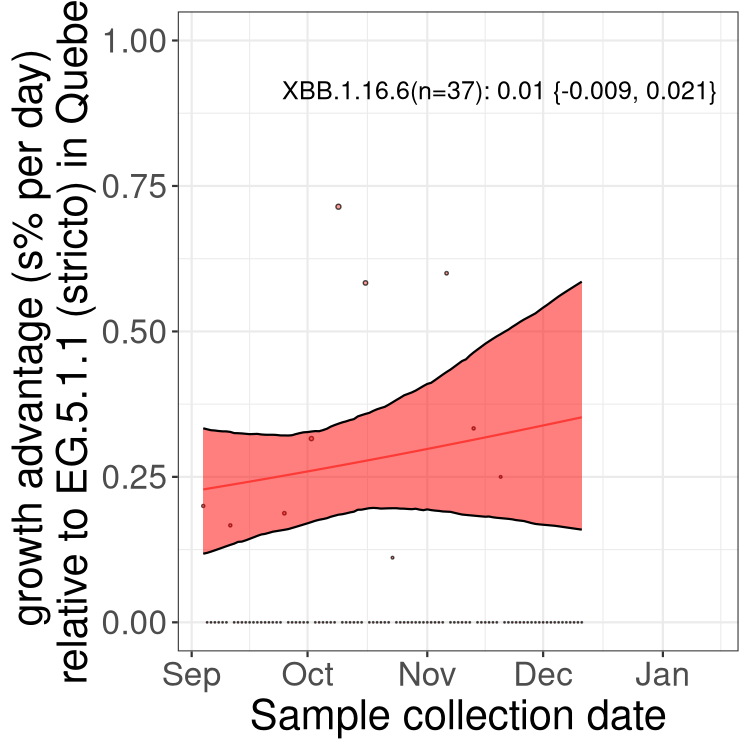 growth advantage (s% per day)
relative to EG.5.1.1 (stricto) in Quebe
1.00
0.75
0.50
0.25
0.00
XBB.1.16.6(n=37): 0.01 {-0.009, 0.021}
Sep Oct Nov Dec Jan
Sample collection date